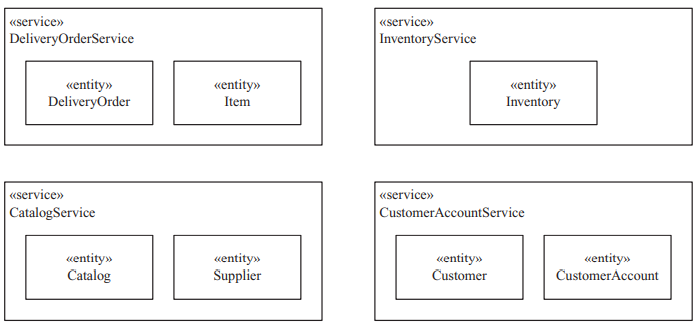 «service»
DeliveryOrderService
«entity»
DeliveryOrder
«entity»
Item
«service»
InventoryService
«entity»
Inventory
«service»
CatalogService
«entity»
Catalog
«entity»
Supplier
«service»
CustomerAccountService
«entity»
Customer
«entity»
CustomerAccount